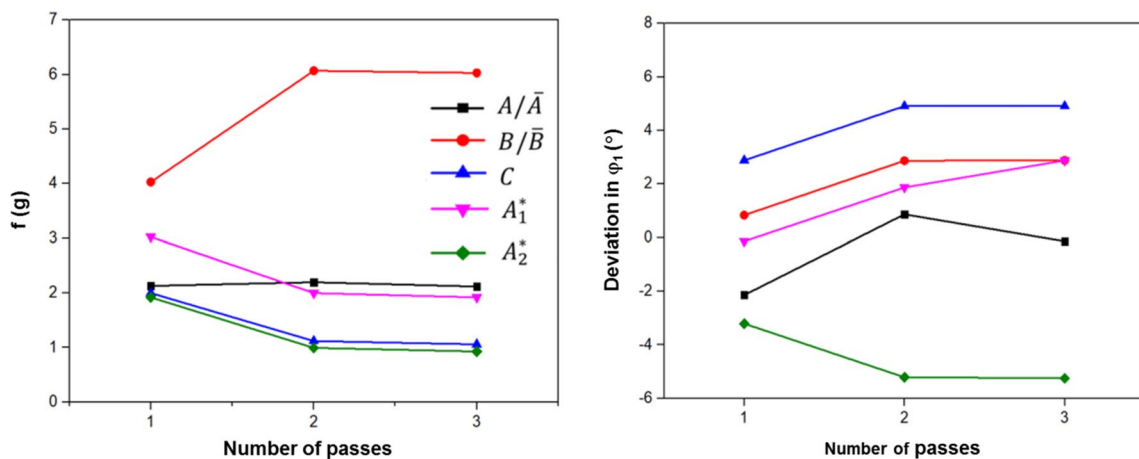 7
6
5
4
3
2
1
0
f (g)
1
2
3
Number of passes
A/Ā
B/B̄
C
A₁*
A₂*
8
6
4
2
0
-2
-4
-6
Deviation in φ₁ (°)
1
2
3
Number of passes